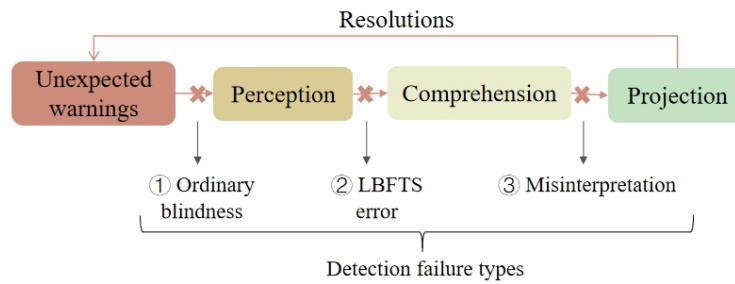 Resolutions
Unexpected
warnings
Perception
Comprehension
Projection
① Ordinary
blindness
② LBFTS
error
③ Misinterpretation
Detection failure types